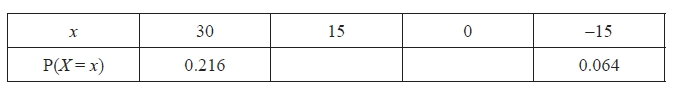 x 30 15 0 –15
P(X = x) 0.216 0.064